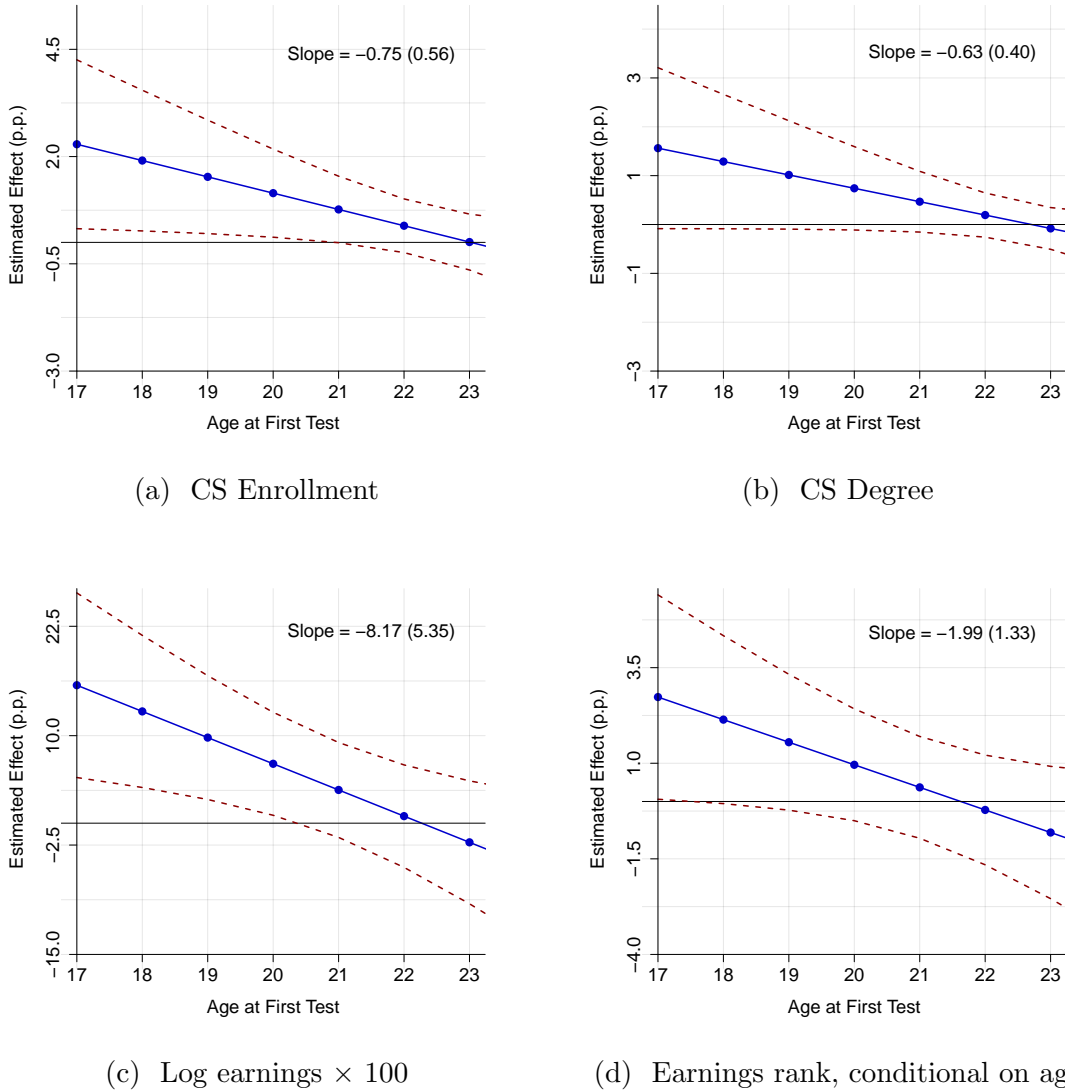 Slope = −0.75 (0.56)
Estimated Effect (p.p.)
4.5
2.0
−0.5
−3.0
17 18 19 20 21 22 23
Age at First Test
(a) CS Enrollment
Slope = −0.63 (0.40)
Estimated Effect (p.p.)
3
1
−1
−3
17 18 19 20 21 22 23
Age at First Test
(b) CS Degree
Slope = −8.17 (5.35)
Estimated Effect (p.p.)
22.5
10.0
−2.5
−15.0
17 18 19 20 21 22 23
Age at First Test
(c) Log earnings × 100
Slope = −1.99 (1.33)
Estimated Effect (p.p.)
3.5
1.0
−1.5
−4.0
17 18 19 20 21 22 23
Age at First Test
(d) Earnings rank, conditional on ag